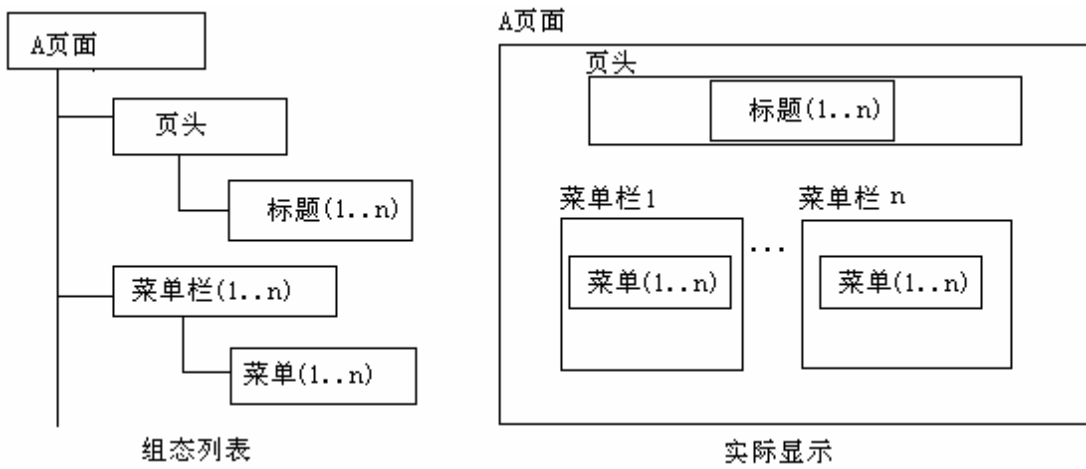 A页面
页头
标题(1..n)
菜单栏(1..n)
菜单(1..n)
组态列表
A页面
页头
标题(1..n)
菜单栏1
菜单栏 n
...
菜单(1..n)
菜单(1..n)
实际显示